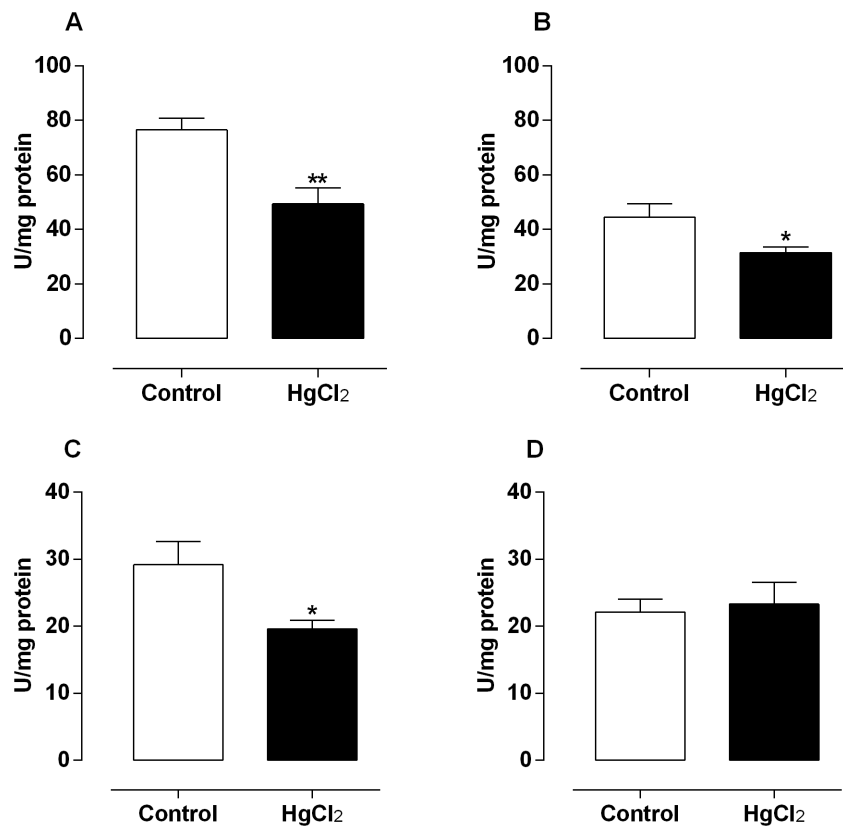 A
U/mg protein
100
80
60
40
20
0
**
Control
HgCl2
B
U/mg protein
100
80
60
40
20
0
*
Control
HgCl2
C
U/mg protein
40
30
20
10
0
*
Control
HgCl2
D
U/mg protein
40
30
20
10
0
Control
HgCl2